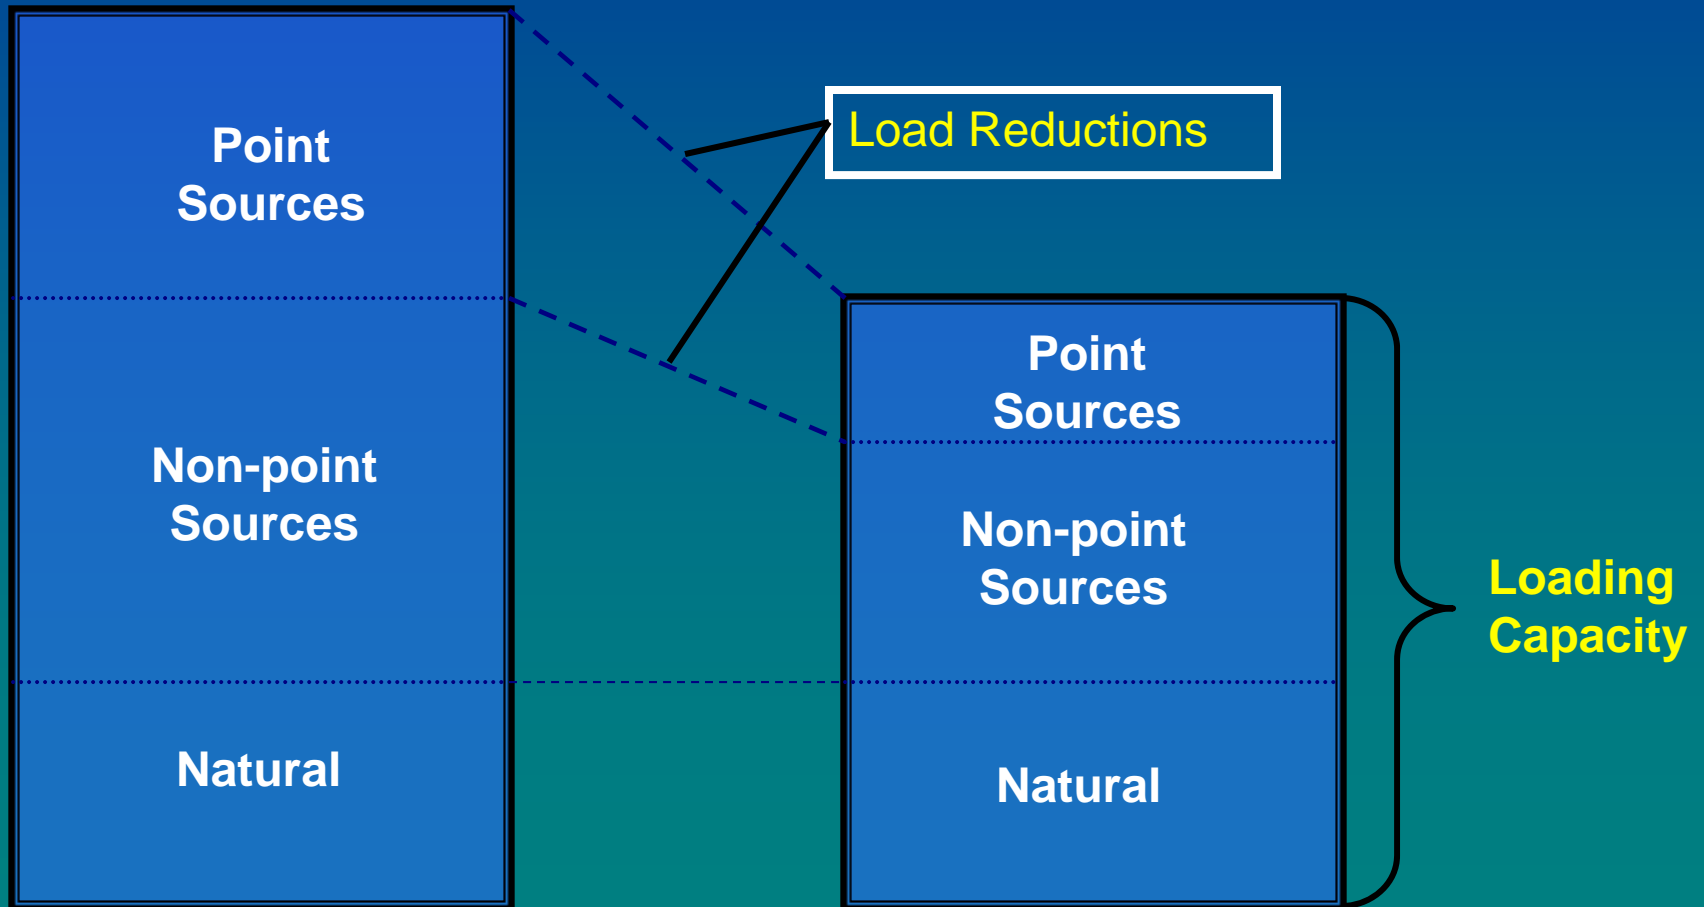 Point
Sources
Non-point
Sources
Natural
Load Reductions
Point
Sources
Non-point
Sources
Natural
Loading
Capacity